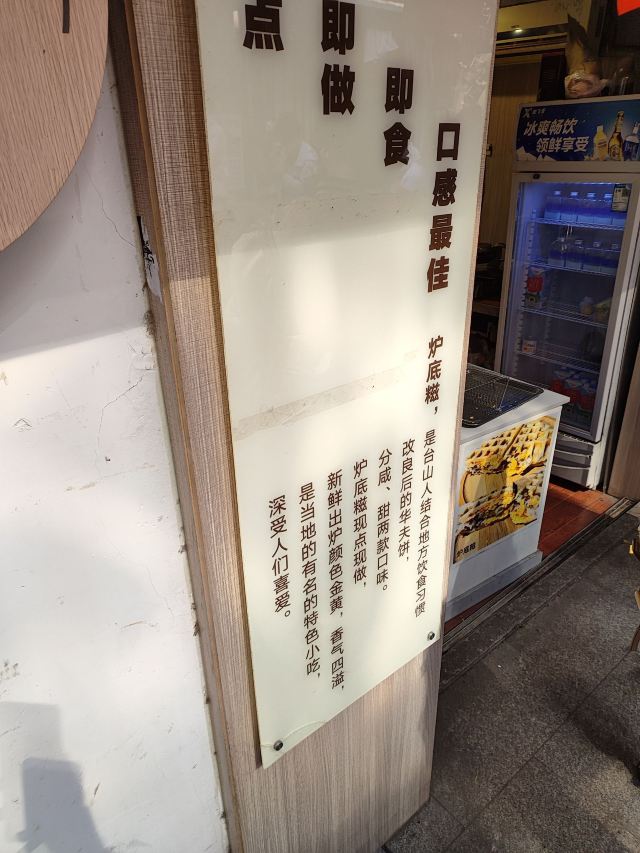 口感最佳
即食
即做
点
炉底糍，是台山人结合地方饮食习惯
改良后的华夫饼，
分咸、甜两款口味。
炉底糍现点现做，
新鲜出炉颜色金黄，香气四溢，
是当地的有名的特色小吃，
深受人们喜爱。
冰爽畅饮
领鲜享受